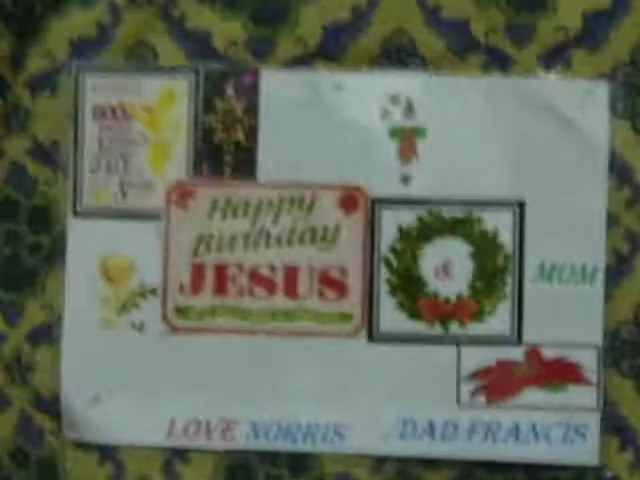 Happy
Birthday
JESUS
&
MOM
LOVE NORRIS
DAD FRANCIS